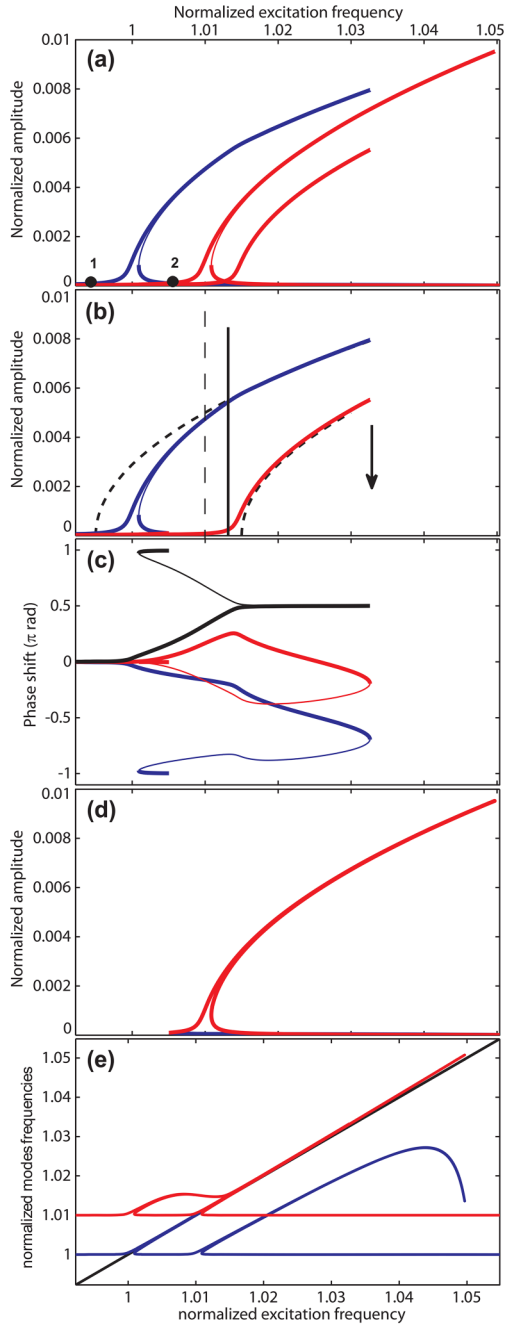 Normalized excitation frequency
1 1.01 1.02 1.03 1.04 1.05
(a)
Normalized amplitude
0.01
0.008
0.006
0.004
0.002
0
1 2
(b)
Normalized amplitude
0.01
0.008
0.006
0.004
0.002
0
(c)
Phase shift (π rad)
1
0.5
0
-0.5
-1
(d)
Normalized amplitude
0.01
0.008
0.006
0.004
0.002
0
(e)
normalized modes frequencies
1.05
1.04
1.03
1.02
1.01
1
1 1.01 1.02 1.03 1.04 1.05
normalized excitation frequency